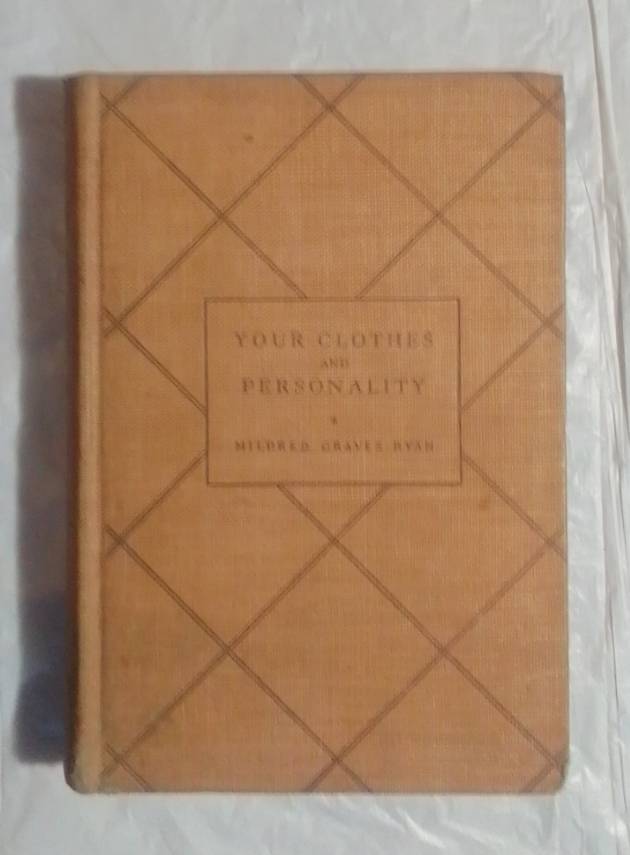 YOUR CLOTHES
AND
PERSONALITY
MILDRED GRAVES RYAN